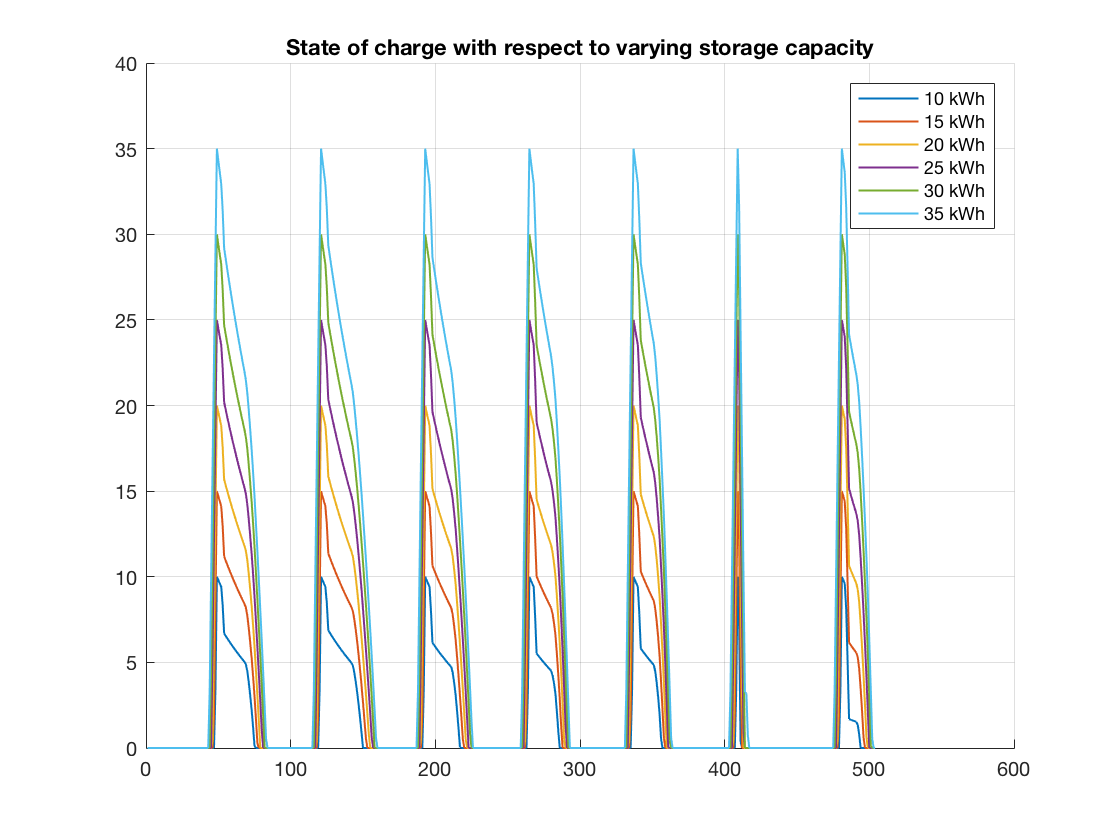 State of charge with respect to varying storage capacity
40
35
30
25
20
15
10
5
0
10 kWh
15 kWh
20 kWh
25 kWh
30 kWh
35 kWh
0 100 200 300 400 500 600